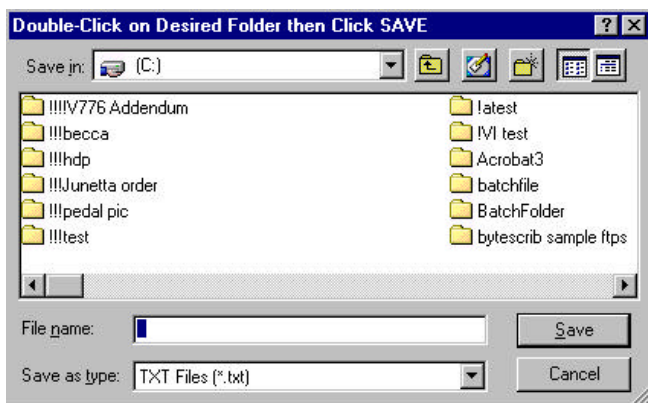 Double-Click on Desired Folder then Click SAVE
Save in: (C:)
!!!!V776 Addendum
!!!becca
!!!hdp
!!!Junetta order
!!!pedal pic
!!!test
!atest
!VI test
Acrobat3
batchfile
BatchFolder
bytescrib sample ftps
File name:
Save
Save as type: TXT Files (*.txt)
Cancel